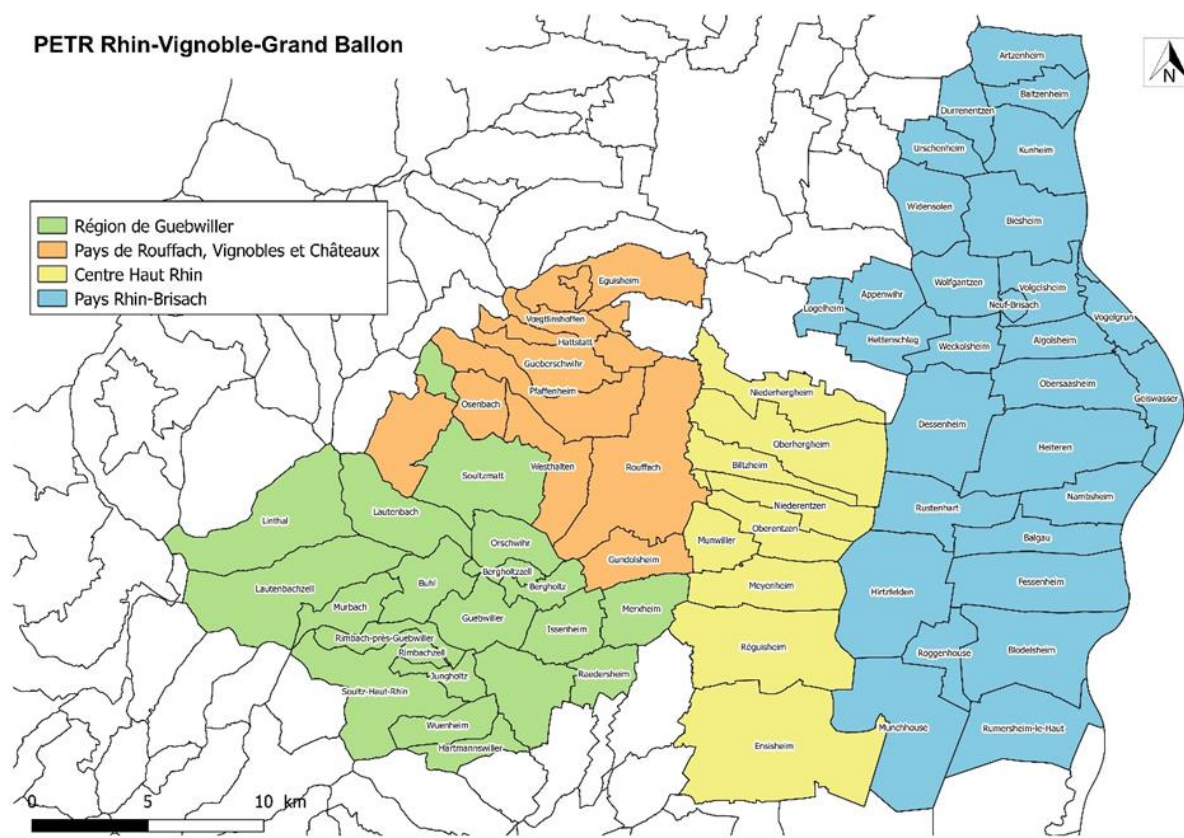 PETR Rhin-Vignoble-Grand Ballon
N
Région de Guebwiller
Pays de Rouffach, Vignobles et Châteaux
Centre Haut Rhin
Pays Rhin-Brisach
Artzenheim
Baltzenheim
Durrenentzen
Urschenheim
Kunheim
Widensolen
Biesheim
Eguisheim
Wolfgantzen
Volgelsheim
Appenwihr
Neuf-Brisach
Logelheim
Vogelgrun
Vœgtlinshoffen
Hattstatt
Hettenschlag
Weckolsheim
Algolsheim
Gueberschwihr
Pfaffenheim
Obersaasheim
Niederhergheim
Geiswasser
Osenbach
Dessenheim
Oberhergheim
Heiteren
Biltzheim
Westhalten
Rouffach
Soultzmatt
Nambsheim
Niederentzen
Rustenhart
Lautenbach
Linthal
Oberentzen
Munwiller
Balgau
Orschwihr
Gundolsheim
Bergholtzzell
Buhl
Bergholtz
Lautenbachzell
Meyenheim
Fessenheim
Hirtzfelden
Murbach
Merxheim
Guebwiller
Issenheim
Rimbach-près-Guebwiller
Rimbachzell
Réguisheim
Roggenhouse
Blodelsheim
Jungholtz
Raedersheim
Soultz-Haut-Rhin
Wuenheim
Munchhouse
Rumersheim-le-Haut
Hartmannswiller
Ensisheim
0 5 10 km